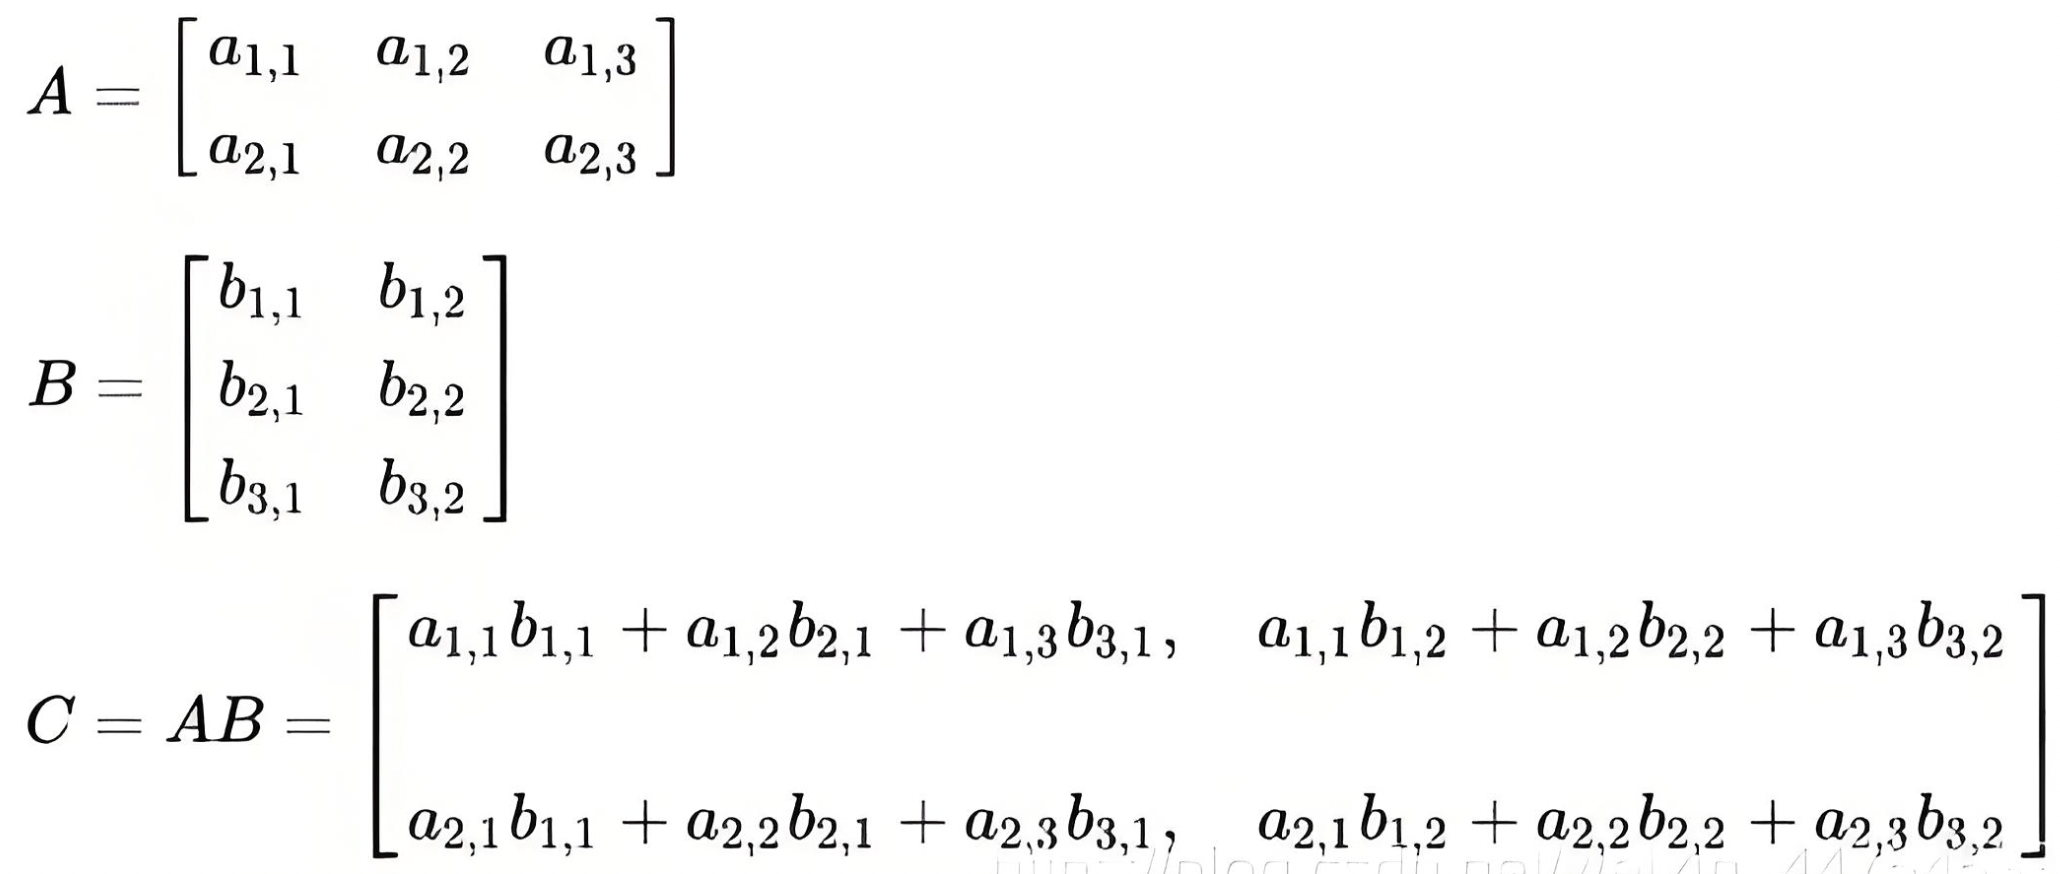 A = [ a1,1 a1,2 a1,3
a2,1 a2,2 a2,3 ]
B = [ b1,1 b1,2
b2,1 b2,2
b3,1 b3,2 ]
C = AB = [ a1,1b1,1 + a1,2b2,1 + a1,3b3,1, a1,1b1,2 + a1,2b2,2 + a1,3b3,2
a2,1b1,1 + a2,2b2,1 + a2,3b3,1, a2,1b1,2 + a2,2b2,2 + a2,3b3,2 ]